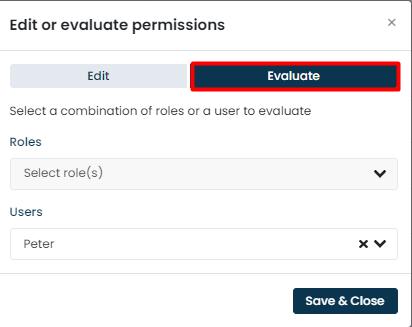 Edit or evaluate permissions ×
Edit Evaluate
Select a combination of roles or a user to evaluate
Roles
Select role(s)
Users
Peter
Save & Close